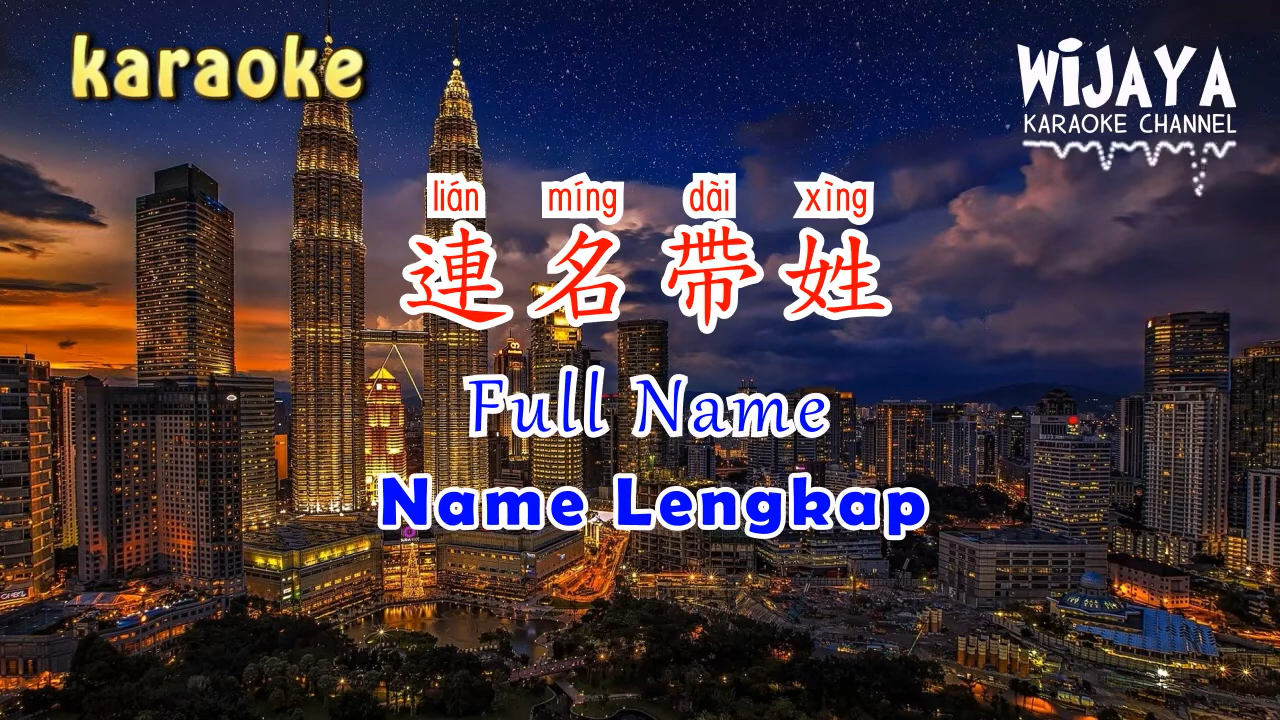 karaoke
WiJAYA
KARAOKE CHANNEL
lián míng dài xìng
連名帶姓
Full Name
Name Lengkap